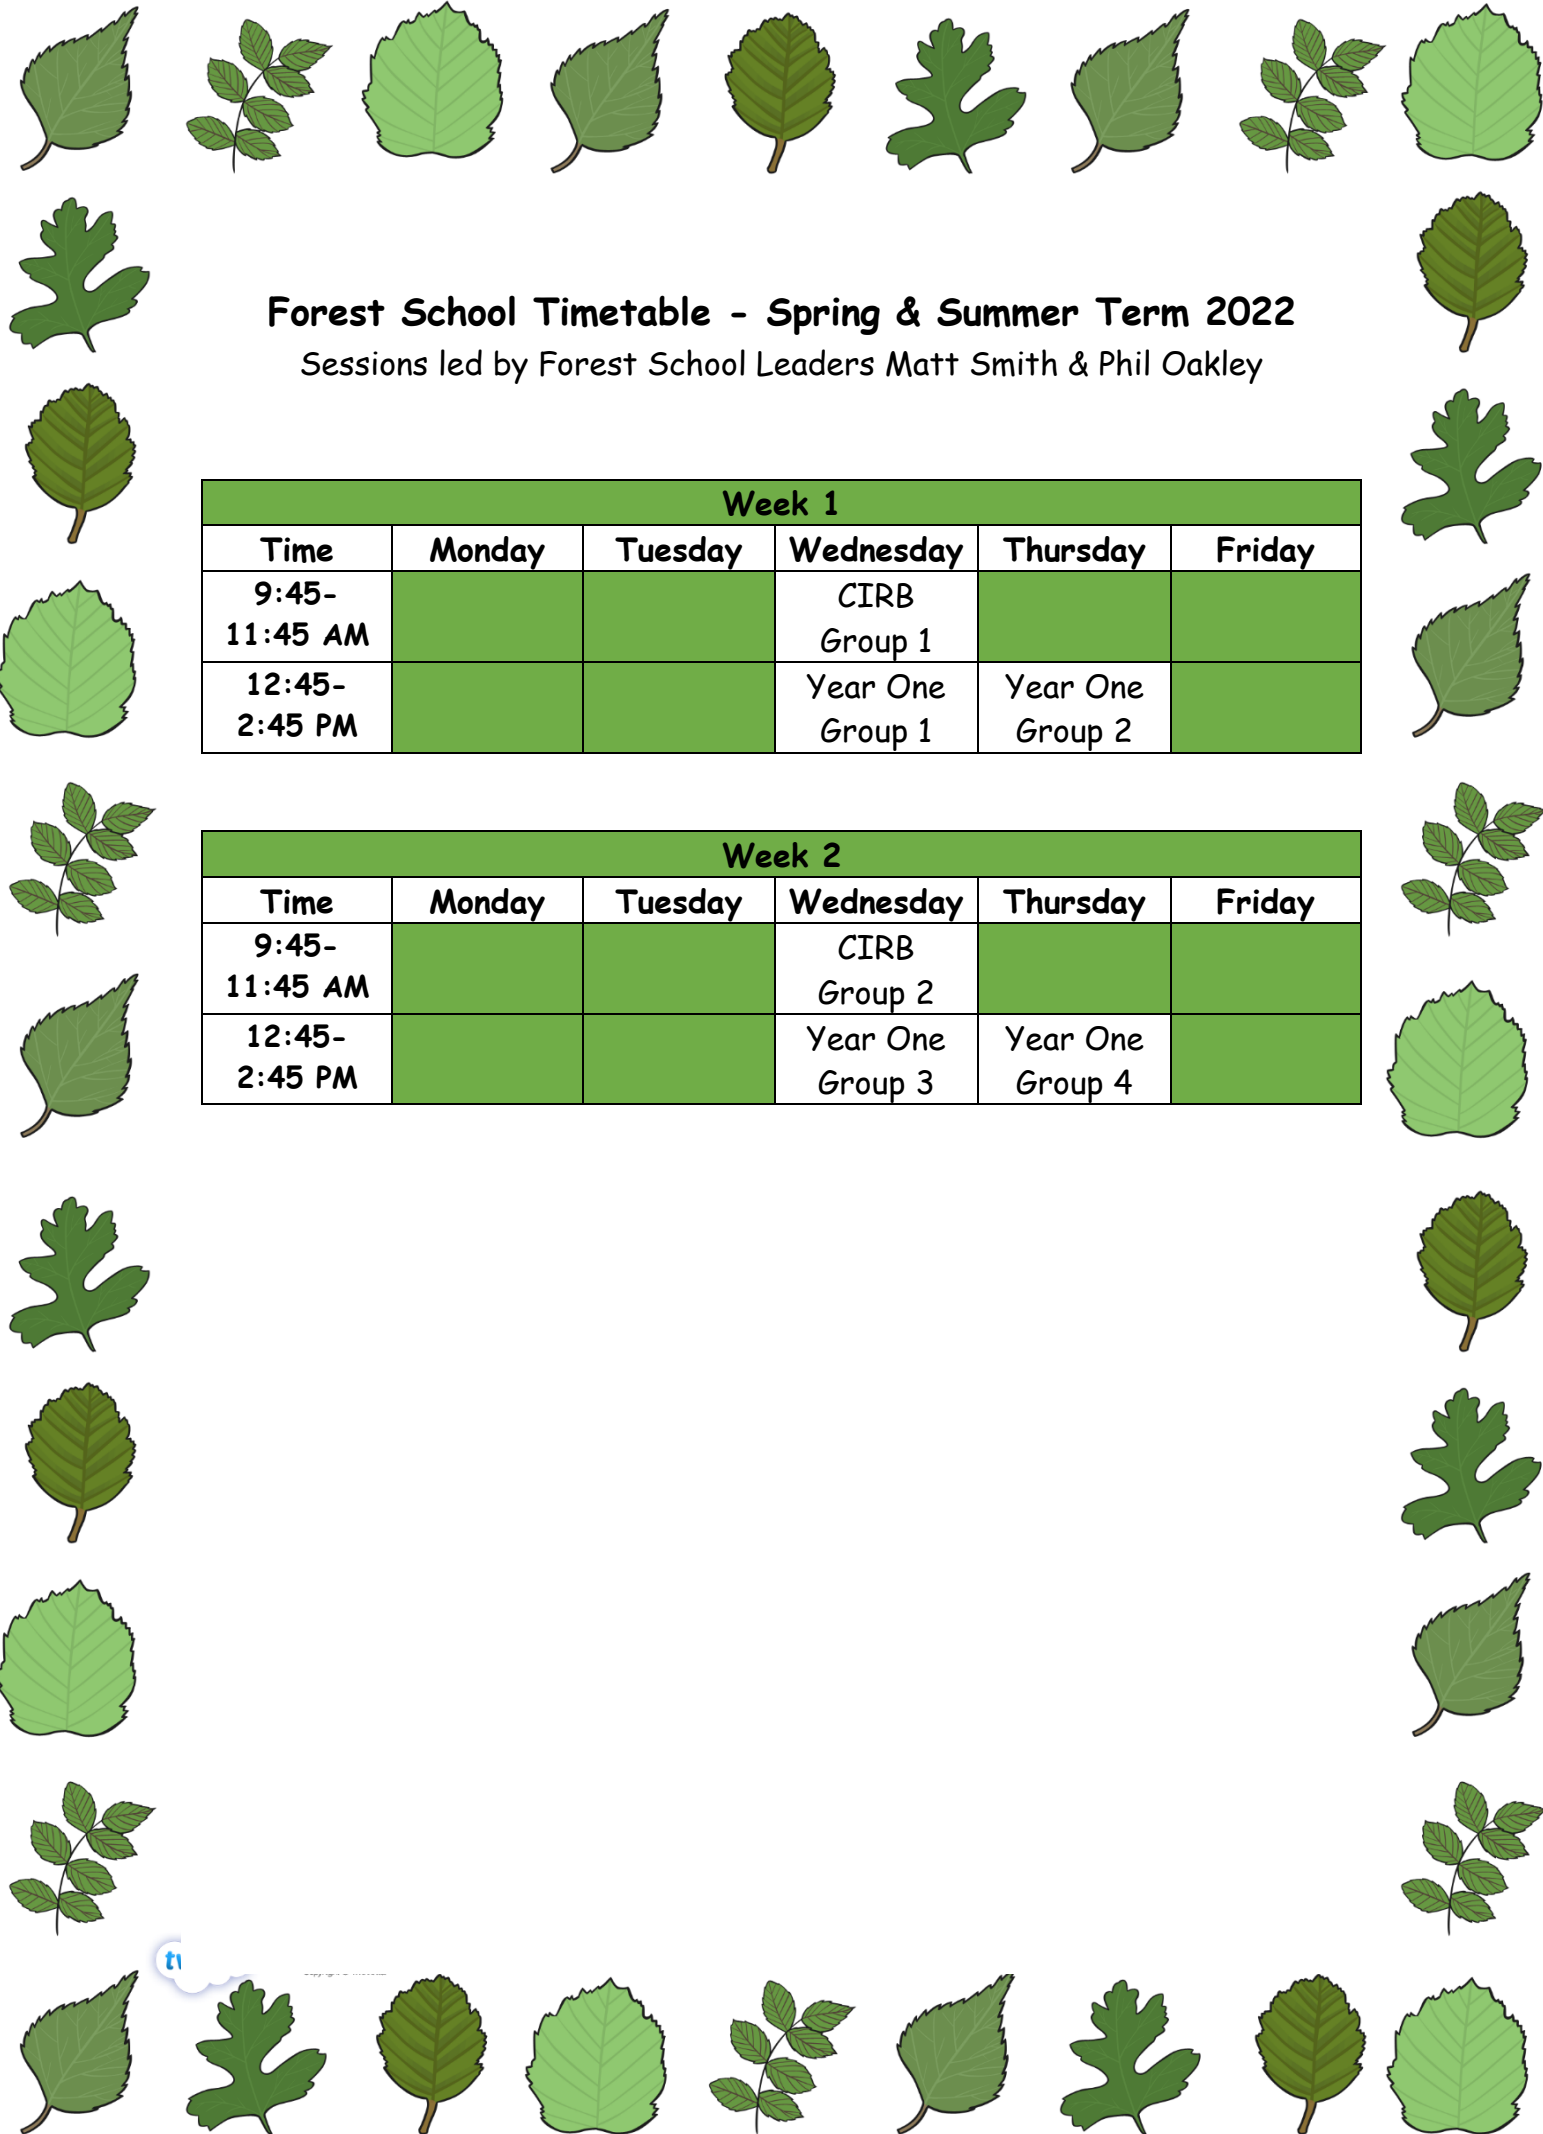 Forest School Timetable - Spring & Summer Term 2022
Sessions led by Forest School Leaders Matt Smith & Phil Oakley
Week 1
Time Monday Tuesday Wednesday Thursday Friday
9:45-
11:45 AM
CIRB
Group 1
12:45-
2:45 PM
Year One
Group 1
Year One
Group 2
Week 2
Time Monday Tuesday Wednesday Thursday Friday
9:45-
11:45 AM
CIRB
Group 2
12:45-
2:45 PM
Year One
Group 3
Year One
Group 4